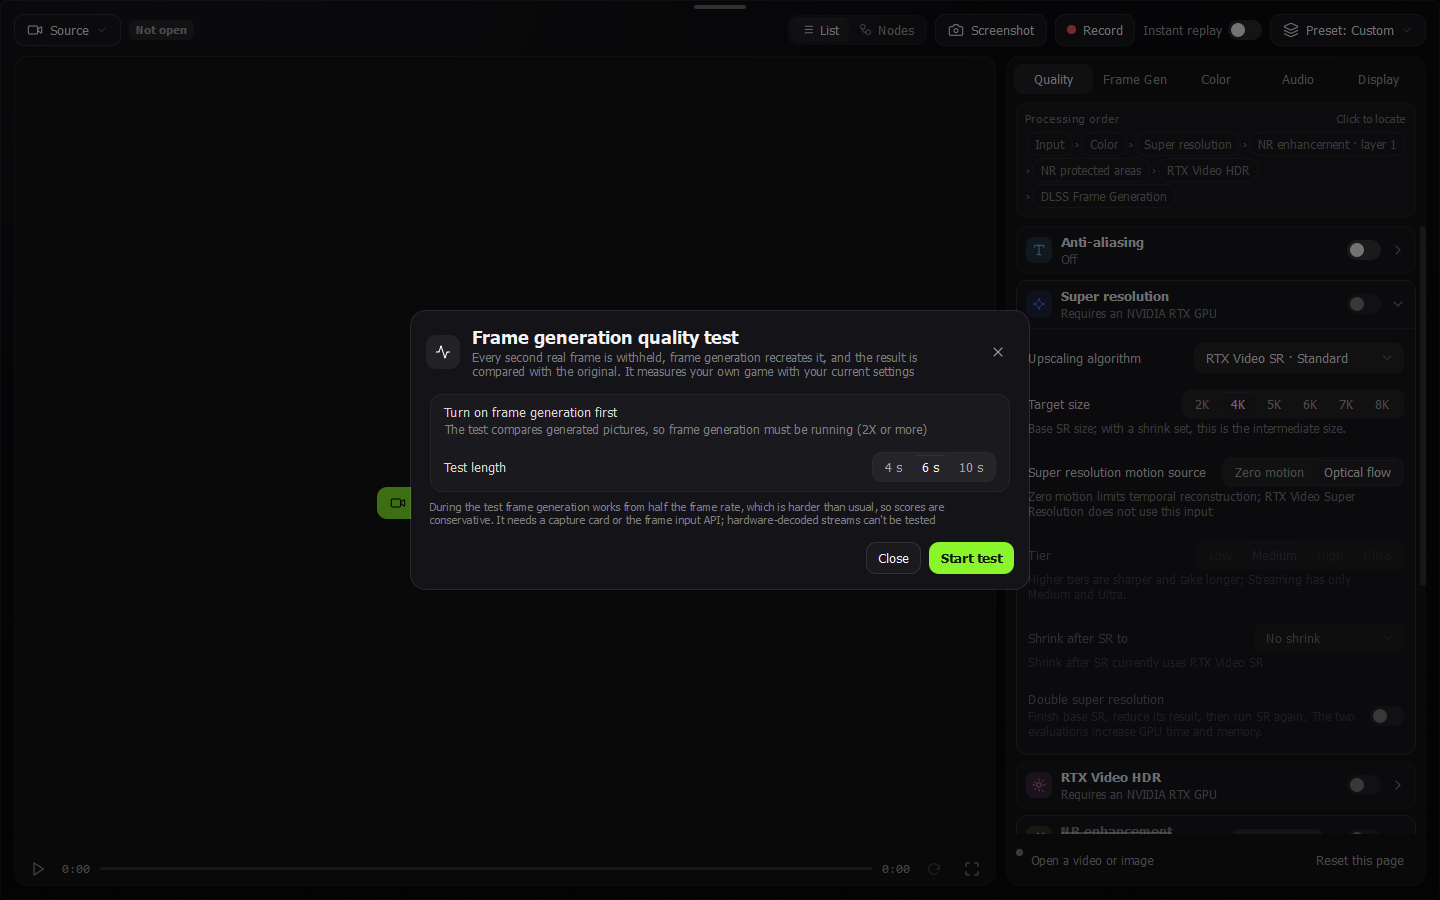 Source
Not open
List
Nodes
Screenshot
Record
Instant replay
Preset: Custom
Quality
Frame Gen
Color
Audio
Display
Processing order
Click to locate
Input › Color › Super resolution › NR enhancement · layer 1
› NR protected areas › RTX Video HDR
› DLSS Frame Generation
Anti-aliasing
Off
Super resolution
Requires an NVIDIA RTX GPU
Upscaling algorithm
RTX Video SR · Standard
Target size
2K 4K 5K 6K 7K 8K
Base SR size; with a shrink set, this is the intermediate size.
Super resolution motion source
Zero motion
Optical flow
Zero motion limits temporal reconstruction; RTX Video Super
Resolution does not use this input
Tier
Low Medium High Ultra
Higher tiers are sharper and take longer; Streaming has only
Medium and Ultra.
Shrink after SR to
No shrink
Shrink after SR currently uses RTX Video SR
Double super resolution
Finish base SR, reduce its result, then run SR again. The two
evaluations increase GPU time and memory.
RTX Video HDR
Requires an NVIDIA RTX GPU
NR enhancement
Open a video or image
Reset this page
Frame generation quality test
Every second real frame is withheld, frame generation recreates it, and the result is
compared with the original. It measures your own game with your current settings
Turn on frame generation first
The test compares generated pictures, so frame generation must be running (2X or more)
Test length
4 s 6 s 10 s
During the test frame generation works from half the frame rate, which is harder than usual, so scores are
conservative. It needs a capture card or the frame input API; hardware-decoded streams can't be tested
Close
Start test
0:00
0:00